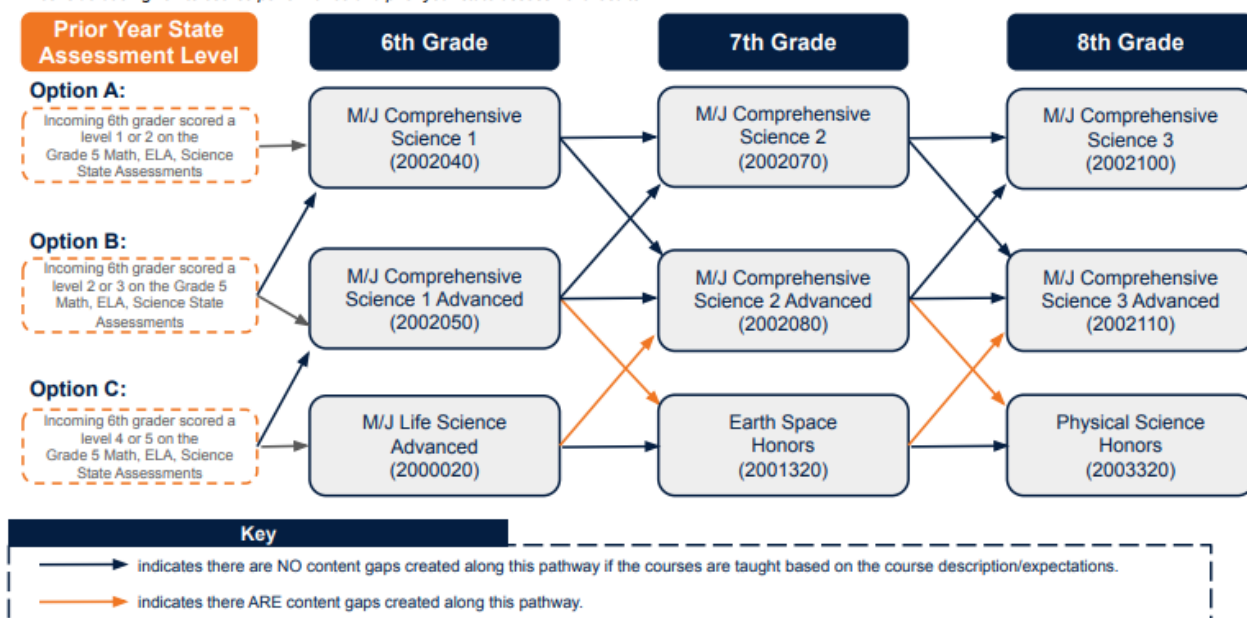 Prior Year State
Assessment Level
6th Grade
7th Grade
8th Grade
Option A:
Incoming 6th grader scored a
level 1 or 2 on the
Grade 5 Math, ELA, Science
State Assessments
M/J Comprehensive
Science 1
(2002040)
M/J Comprehensive
Science 2
(2002070)
M/J Comprehensive
Science 3
(2002100)
Option B:
Incoming 6th grader scored a
level 2 or 3 on the Grade 5
Math, ELA, Science State
Assessments
M/J Comprehensive
Science 1 Advanced
(2002050)
M/J Comprehensive
Science 2 Advanced
(2002080)
M/J Comprehensive
Science 3 Advanced
(2002110)
Option C:
Incoming 6th grader scored a
level 4 or 5 on the
Grade 5 Math, ELA, Science
State Assessments
M/J Life Science
Advanced
(2000020)
Earth Space
Honors
(2001320)
Physical Science
Honors
(2003320)
Key
indicates there are NO content gaps created along this pathway if the courses are taught based on the course description/expectations.
indicates there ARE content gaps created along this pathway.